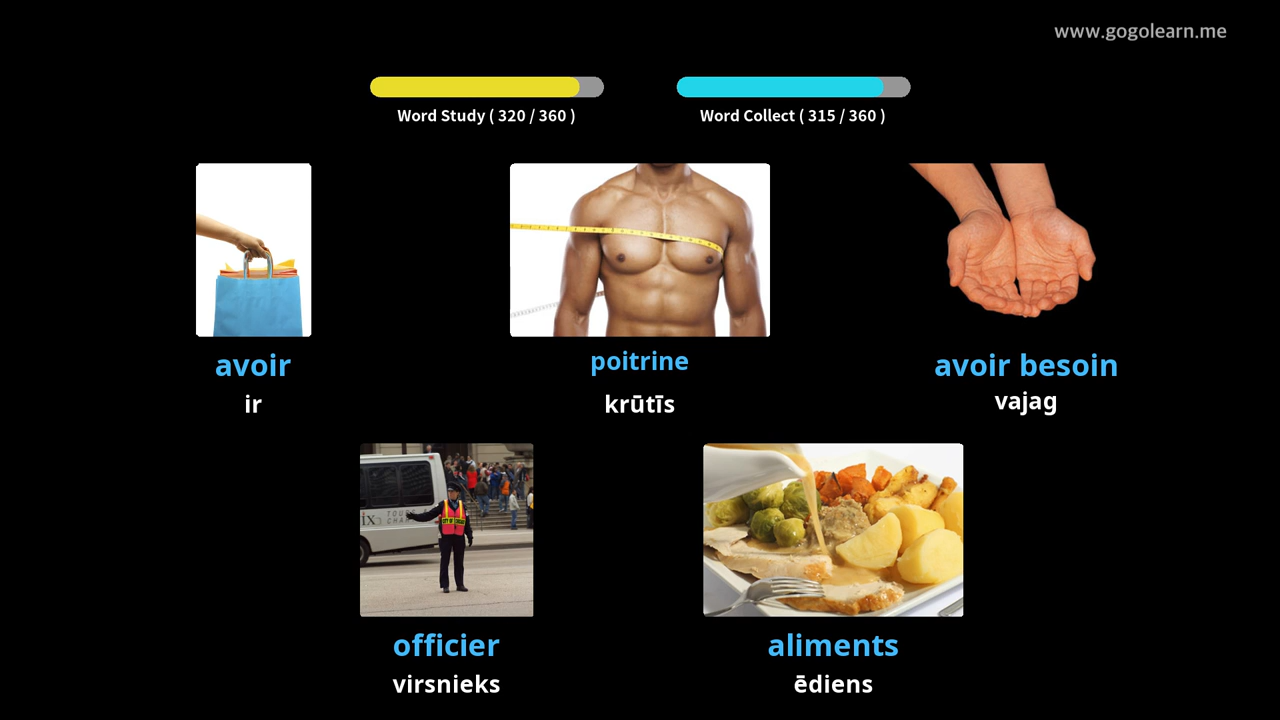 www.gogolearn.me
Word Study ( 320 / 360 )
Word Collect ( 315 / 360 )
avoir
ir
poitrine
krūtīs
avoir besoin
vajag
officier
virsnieks
aliments
ēdiens